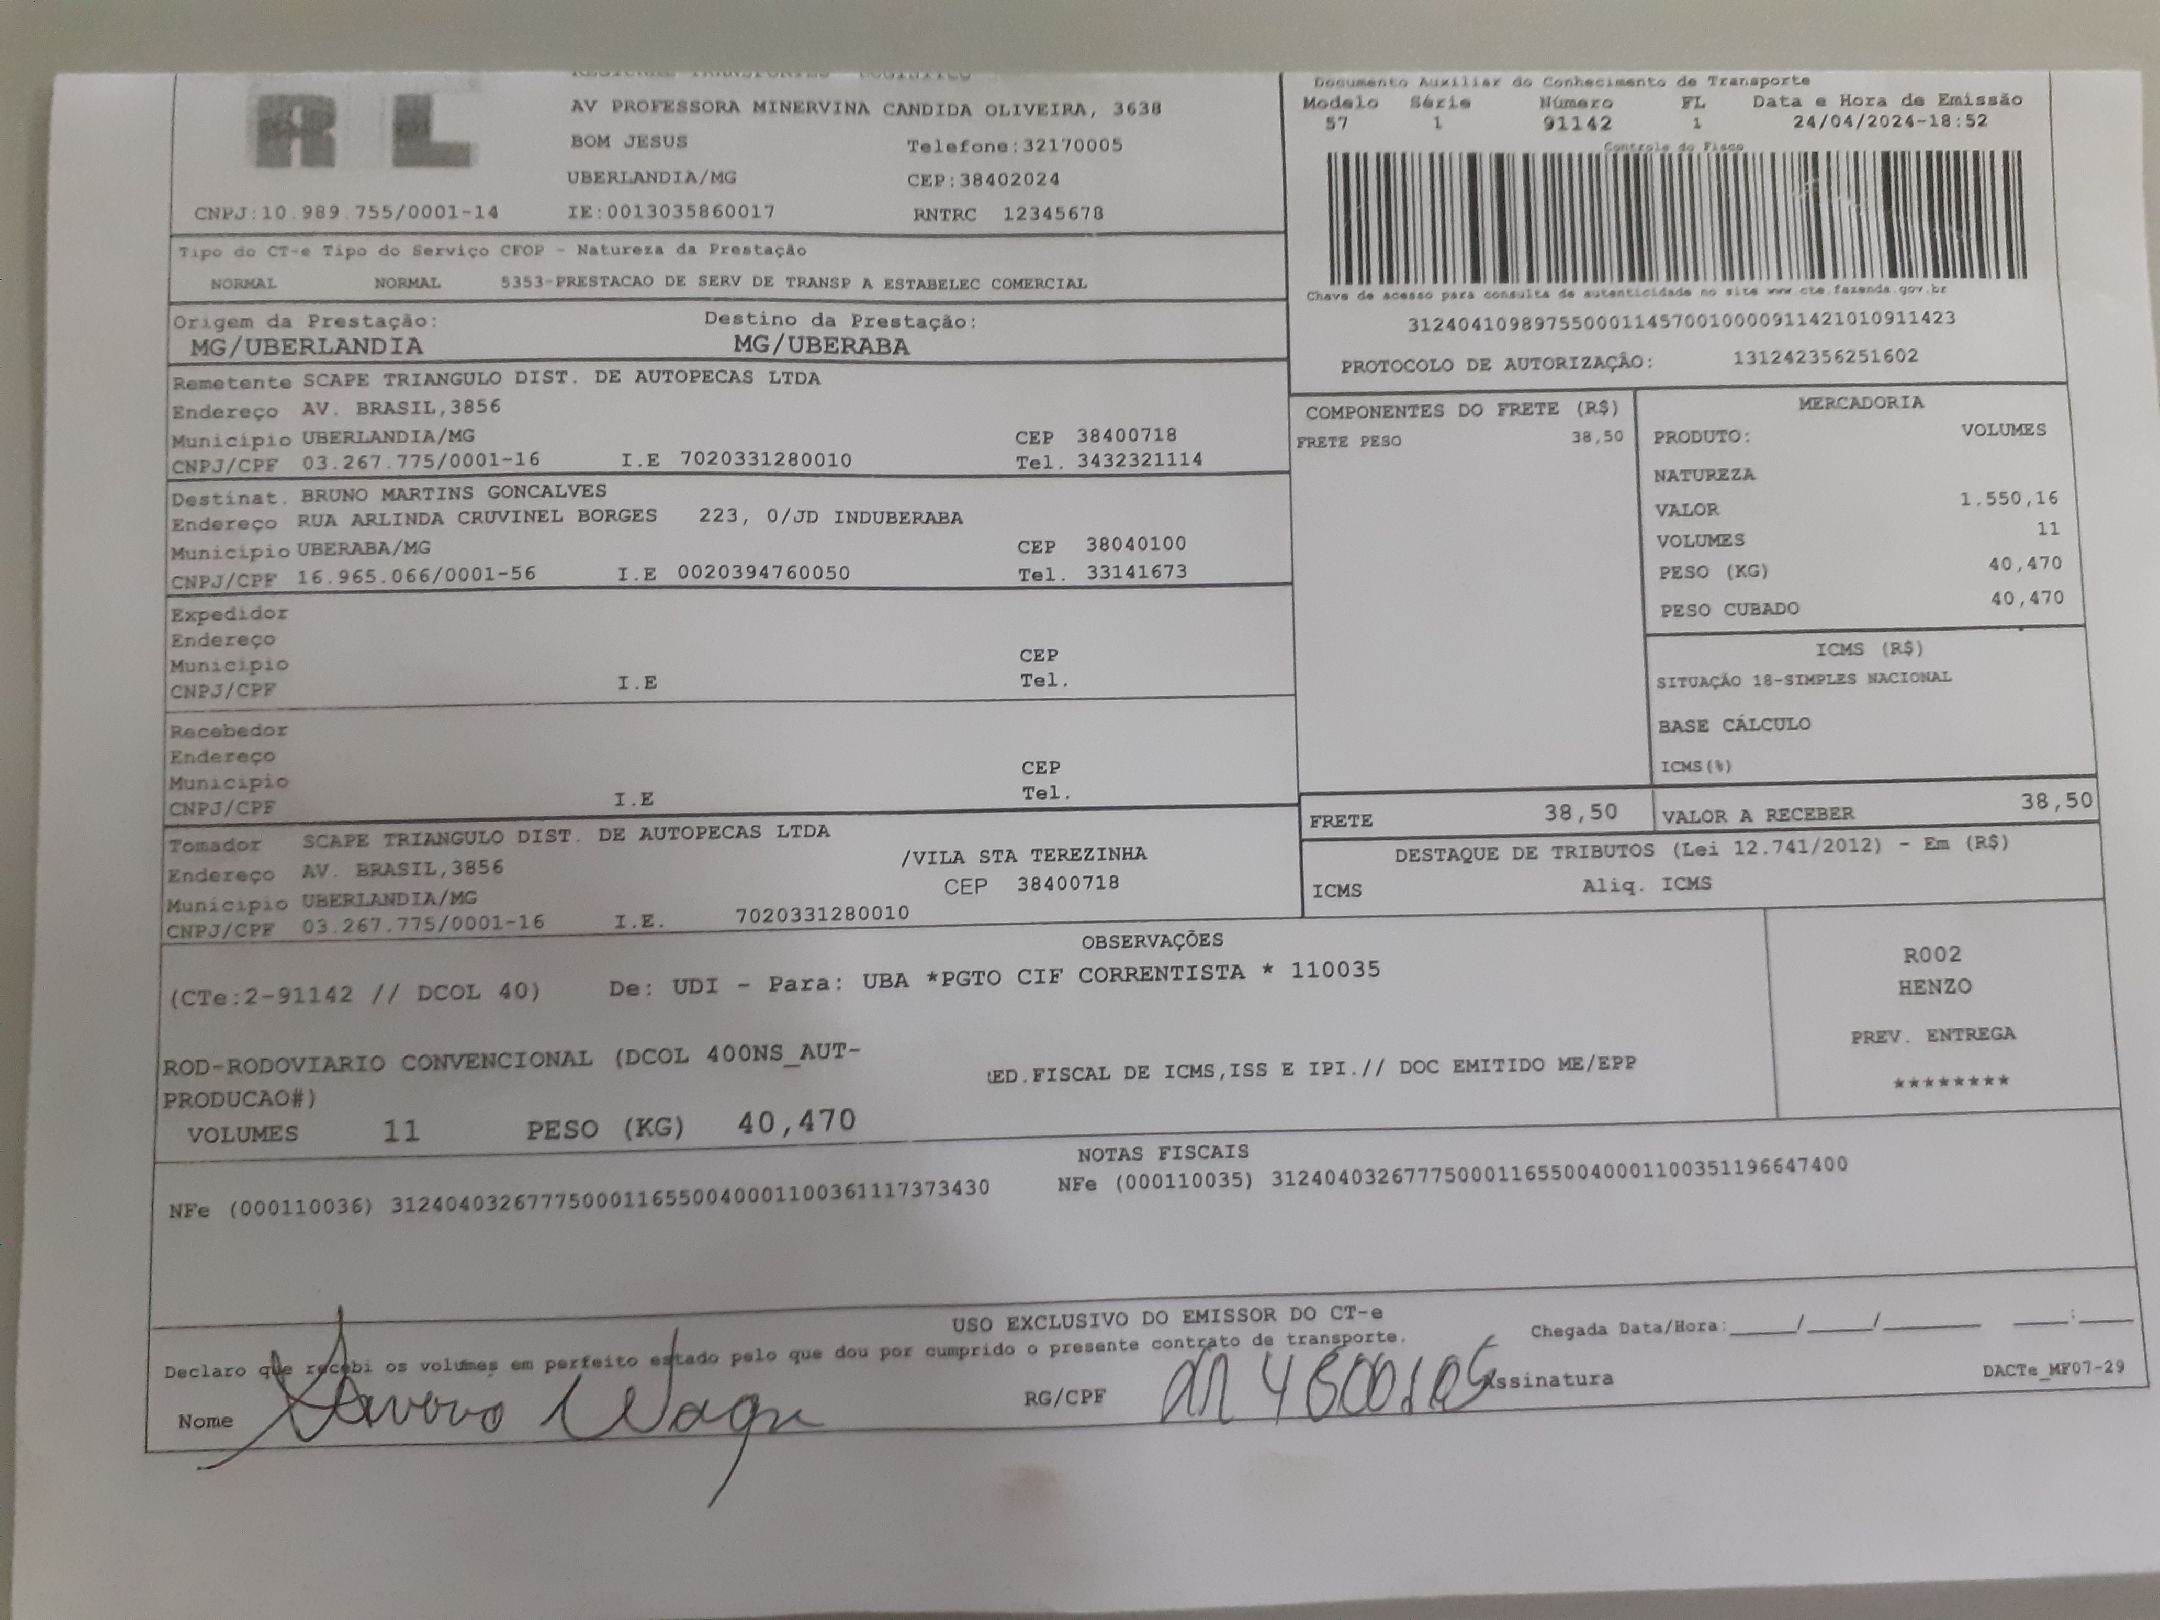 R L
REGIONAL TRANSPORTES LOGISTICS
AV PROFESSORA MINERVINA CANDIDA OLIVEIRA, 3638
BOM JESUS Telefone:32170005
UBERLANDIA/MG CEP:38402024
CNPJ:10.989.755/0001-14 IE:0013035860017 RNTRC 12345678
Documento Auxiliar do Conhecimento de Transporte
Modelo Série Número FL Data e Hora de Emissão
57 1 91142 1 24/04/2024-18:52
Controle do Fisco
Chave de acesso para consulta de autenticidade no site www.cte.fazenda.gov.br
31240410989755000114570010000911421010911423
PROTOCOLO DE AUTORIZAÇÂO: 131242356251602
Tipo do CT-e Tipo do Serviço CFOP - Natureza da Prestação
NORMAL NORMAL 5353-PRESTACAO DE SERV DE TRANSP A ESTABELEC COMERCIAL
Origem da Prestação: Destino da Prestação:
MG/UBERLANDIA MG/UBERABA
Remetente SCAPE TRIANGULO DIST. DE AUTOPECAS LTDA
Endereço AV. BRASIL,3856
Município UBERLANDIA/MG CEP 38400718
CNPJ/CPF 03.267.775/0001-16 I.E 7020331280010 Tel. 3432321114
Destinat. BRUNO MARTINS GONCALVES
Endereço RUA ARLINDA CRUVINEL BORGES 223, 0/JD INDUBERABA
Município UBERABA/MG CEP 38040100
CNPJ/CPF 16.965.066/0001-56 I.E 0020394760050 Tel. 33141673
Expedidor
Endereço
Município CEP
CNPJ/CPF I.E Tel.
Recebedor
Endereço
Município CEP
CNPJ/CPF I.E Tel.
Tomador SCAPE TRIANGULO DIST. DE AUTOPECAS LTDA
Endereço AV. BRASIL,3856 /VILA STA TEREZINHA
Município UBERLANDIA/MG CEP 38400718
CNPJ/CPF 03.267.775/0001-16 I.E. 7020331280010
COMPONENTES DO FRETE (R$)
FRETE PESO 38,50
MERCADORIA
PRODUTO: VOLUMES
NATUREZA
VALOR 1.550,16
VOLUMES 11
PESO (KG) 40,470
PESO CUBADO 40,470
ICMS (R$)
SITUAÇÃO 18-SIMPLES NACIONAL
BASE CÁLCULO
ICMS(%)
FRETE 38,50 VALOR A RECEBER 38,50
DESTAQUE DE TRIBUTOS (Lei 12.741/2012) - Em (R$)
ICMS Aliq. ICMS
OBSERVAÇÕES
(CTe:2-91142 // DCOL 40) De: UDI - Para: UBA *PGTO CIF CORRENTISTA * 110035
ROD-RODOVIARIO CONVENCIONAL (DCOL 400NS_AUT-
PRODUCAO#)
ED.FISCAL DE ICMS,ISS E IPI.// DOC EMITIDO ME/EPP
VOLUMES 11 PESO (KG) 40,470
R002
HENZO
PREV. ENTREGA
********
NOTAS FISCAIS
NFe (000110036) 31240403267775000116550040001100361117373430 NFe (000110035) 31240403267775000116550040001100351196647400
USO EXCLUSIVO DO EMISSOR DO CT-e
Declaro que recebi os volumes em perfeito estado pelo que dou por cumprido o presente contrato de transporte. Chegada Data/Hora:_____/_____/________ ____:____
Nome RG/CPF Assinatura DACTe_MF07-29